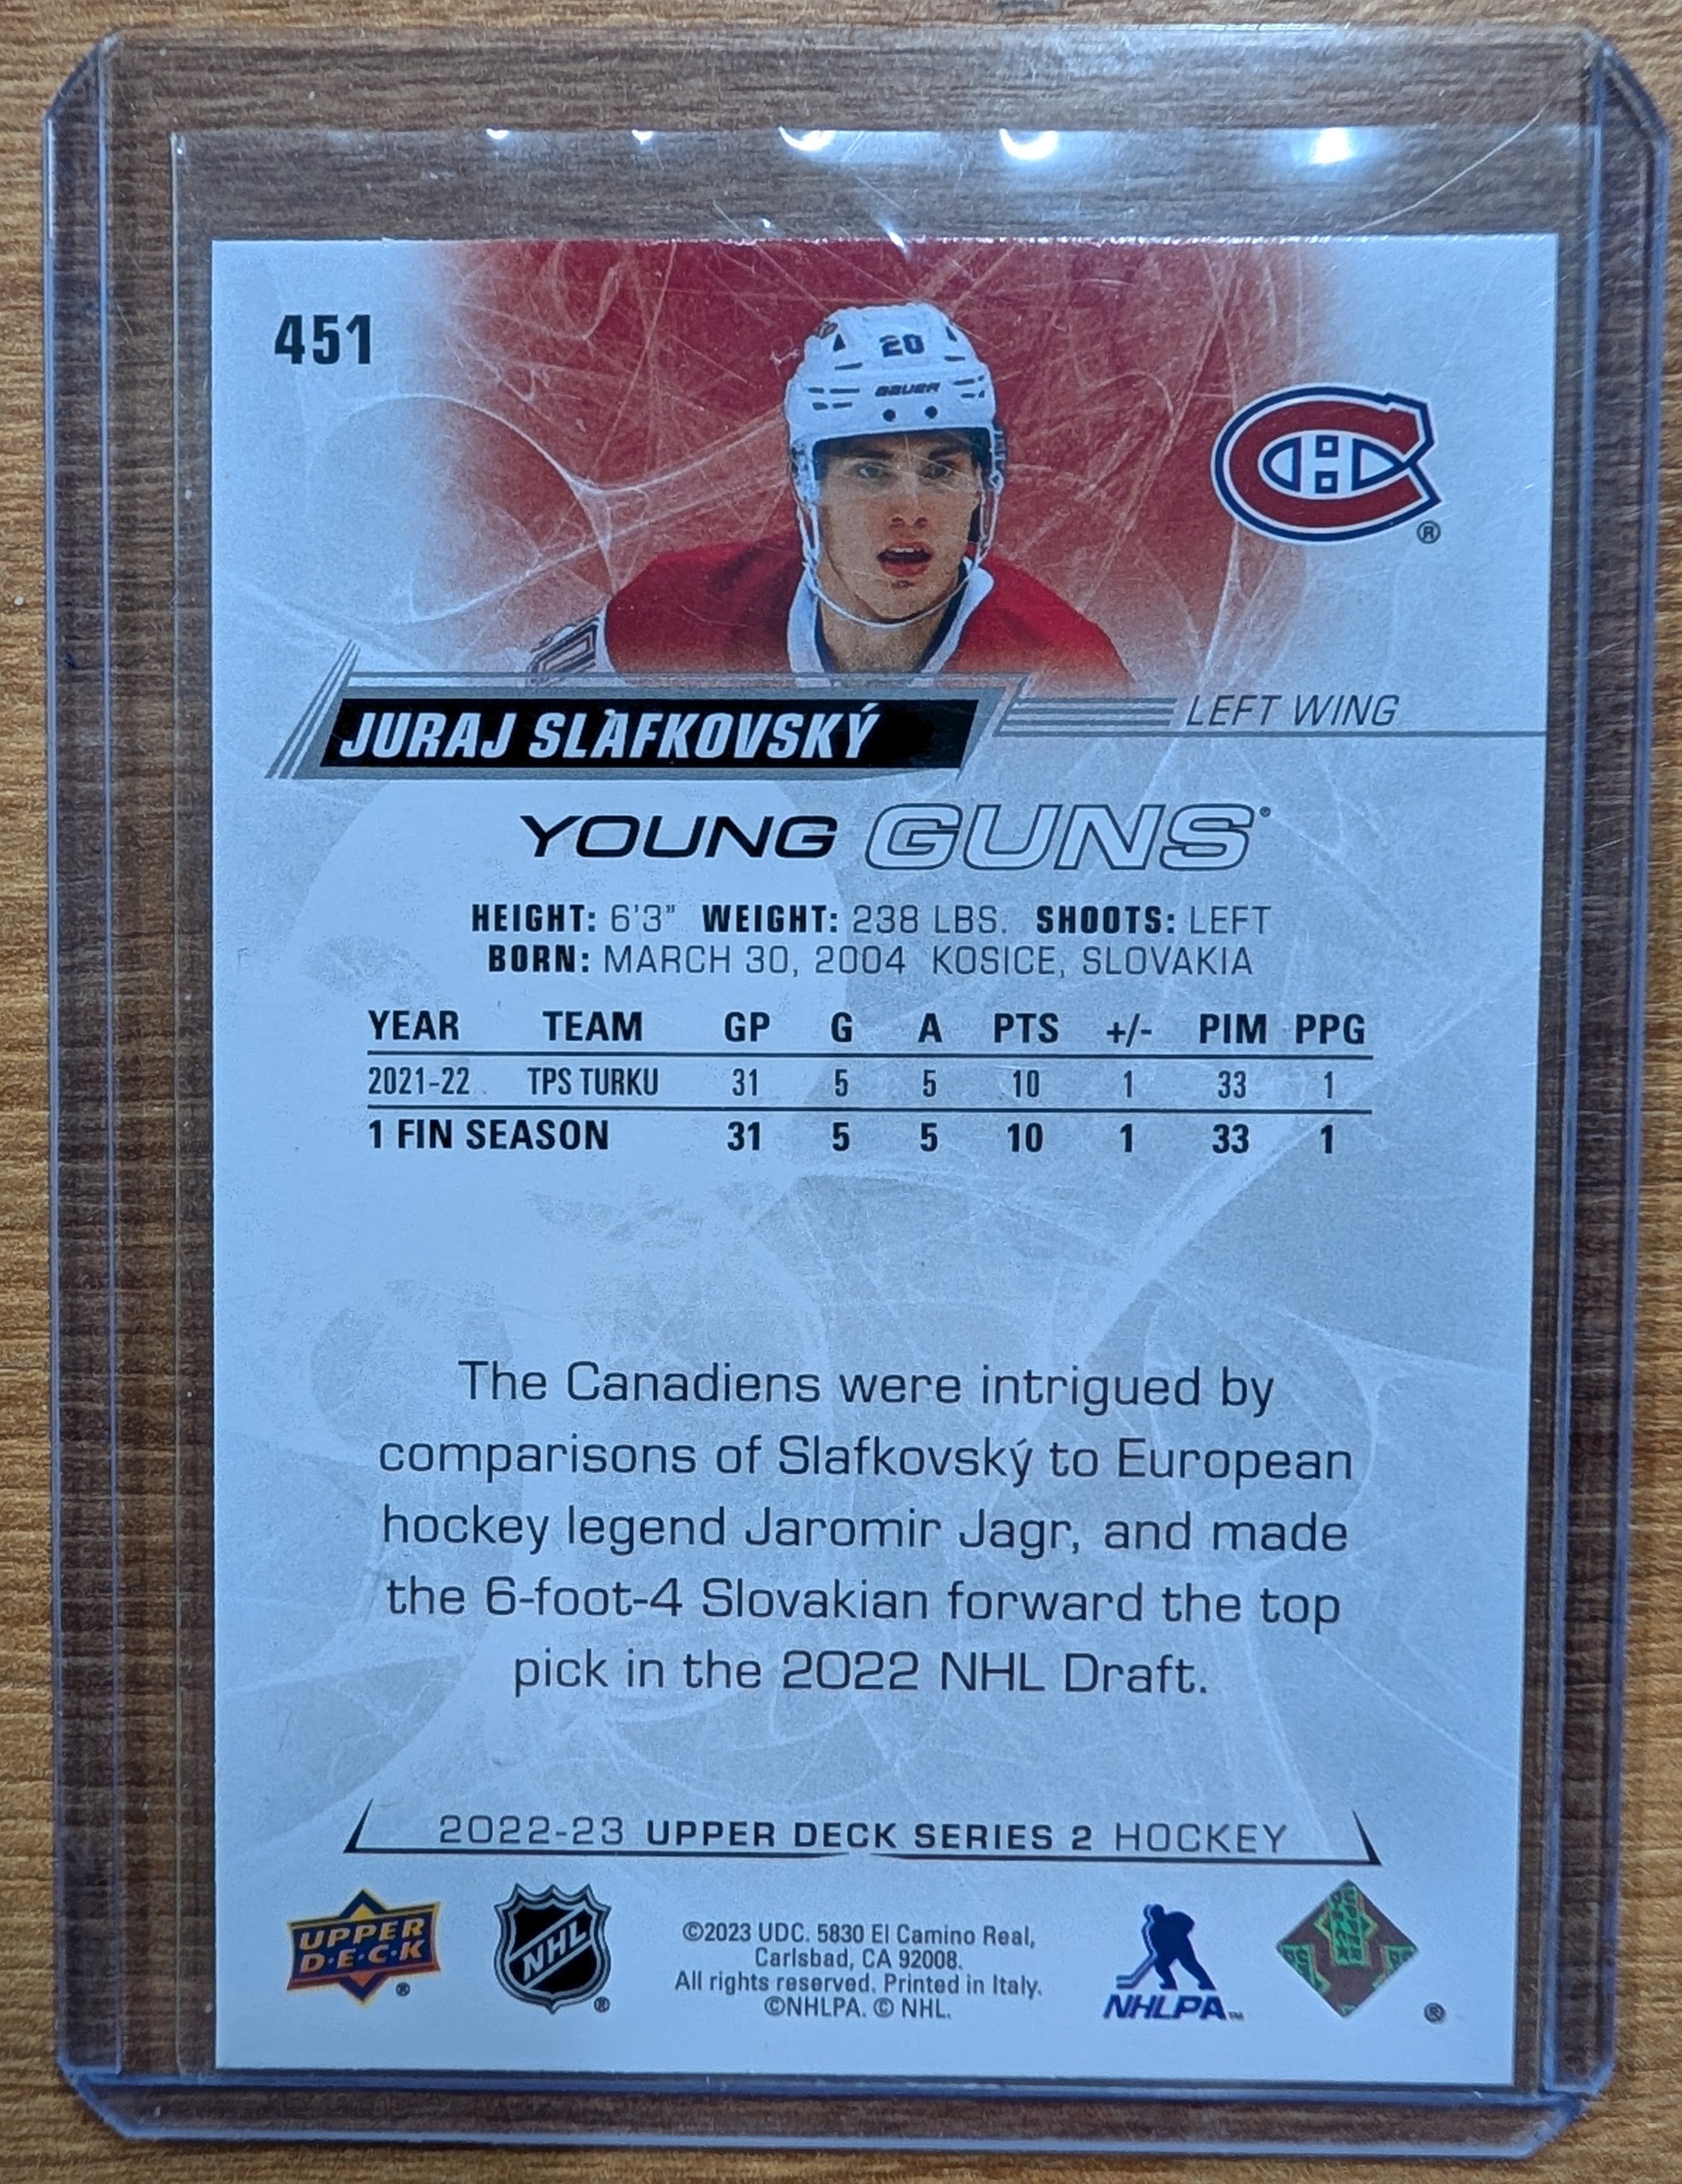 451
20
BAUER
JURAJ SLAFKOVSKÝ
LEFT WING
YOUNG GUNS
HEIGHT: 6'3" WEIGHT: 238 LBS. SHOOTS: LEFT
BORN: MARCH 30, 2004 KOSICE, SLOVAKIA
YEAR TEAM GP G A PTS +/- PIM PPG
2021-22 TPS TURKU 31 5 5 10 1 33 1
1 FIN SEASON 31 5 5 10 1 33 1
The Canadiens were intrigued by
comparisons of Slafkovský to European
hockey legend Jaromir Jagr, and made
the 6-foot-4 Slovakian forward the top
pick in the 2022 NHL Draft.
2022-23 UPPER DECK SERIES 2 HOCKEY
UPPER
D·E·C·K ®
NHL ®
©2023 UDC. 5830 El Camino Real,
Carlsbad, CA 92008.
All rights reserved. Printed in Italy.
©NHLPA. © NHL.
NHLPA™
®